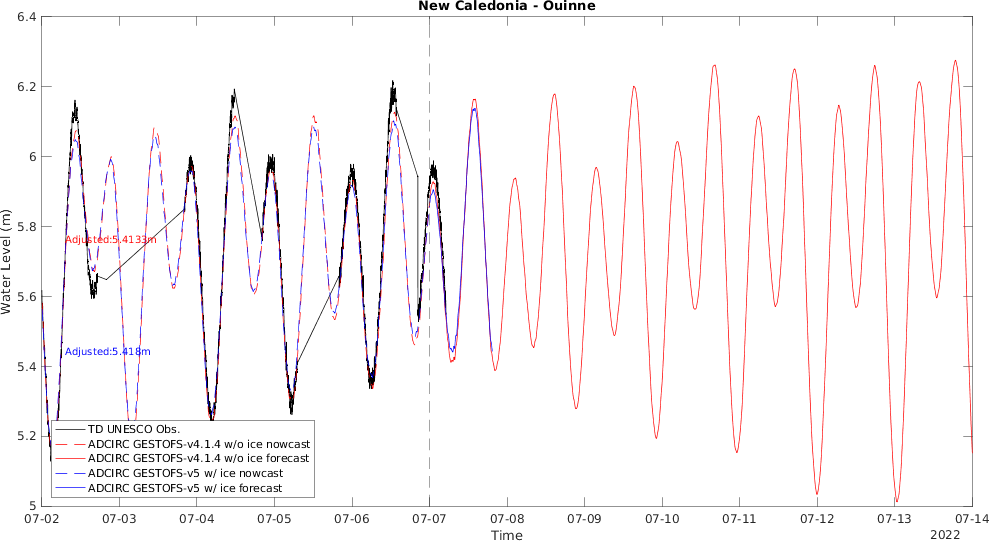 New Caledonia - Ouinne
6.4
6.2
6
5.8
5.6
5.4
5.2
5
Water Level (m)
Adjusted:5.4133m
Adjusted:5.418m
TD UNESCO Obs.
ADCIRC GESTOFS-v4.1.4 w/o ice nowcast
ADCIRC GESTOFS-v4.1.4 w/o ice forecast
ADCIRC GESTOFS-v5 w/ ice nowcast
ADCIRC GESTOFS-v5 w/ ice forecast
07-02 07-03 07-04 07-05 07-06 07-07 07-08 07-09 07-10 07-11 07-12 07-13 07-14
Time
2022